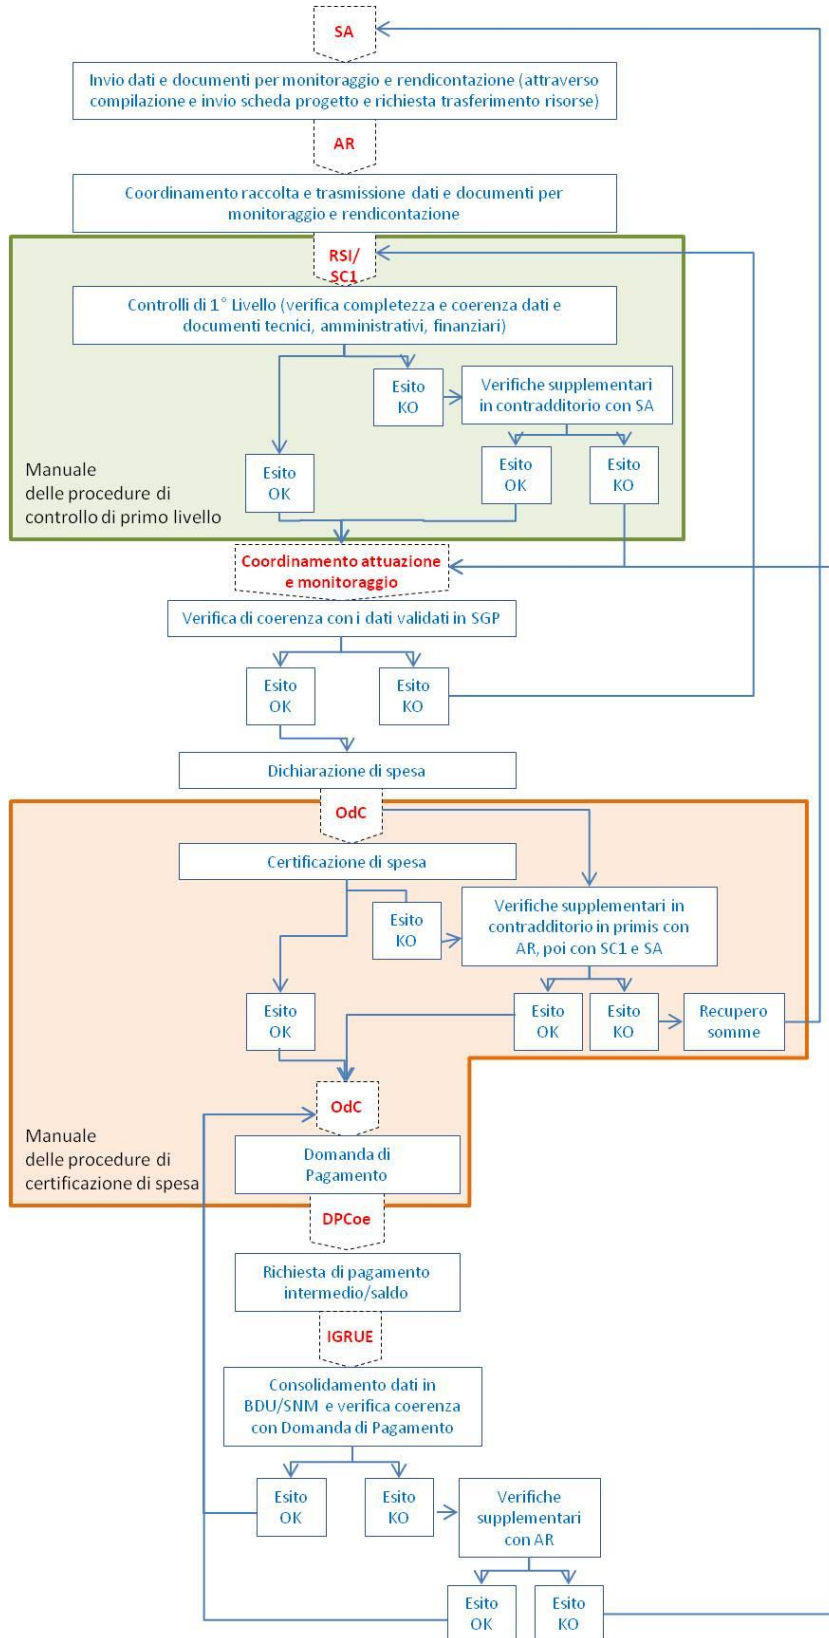 SA
Invio dati e documenti per monitoraggio e rendicontazione (attraverso
compilazione e invio scheda progetto e richiesta trasferimento risorse)
AR
Coordinamento raccolta e trasmissione dati e documenti per
monitoraggio e rendicontazione
RSI/
SC1
Controlli di 1° Livello (verifica completezza e coerenza dati e
documenti tecnici, amministrativi, finanziari)
Esito
KO
Verifiche supplementari
in contradditorio con SA
Esito
OK
Esito
OK
Esito
KO
Manuale
delle procedure di
controllo di primo livello
Coordinamento attuazione
e monitoraggio
Verifica di coerenza con i dati validati in SGP
Esito
OK
Esito
KO
Dichiarazione di spesa
OdC
Certificazione di spesa
Esito
KO
Verifiche supplementari in
contradditorio in primis con
AR, poi con SC1 e SA
Esito
OK
Esito
OK
Esito
KO
Recupero
somme
OdC
Manuale
delle procedure di
certificazione di spesa
Domanda di
Pagamento
DPCoe
Richiesta di pagamento
intermedio/saldo
IGRUE
Consolidamento dati in
BDU/SNM e verifica coerenza
con Domanda di Pagamento
Esito
OK
Esito
KO
Verifiche
supplementari
con AR
Esito
OK
Esito
KO